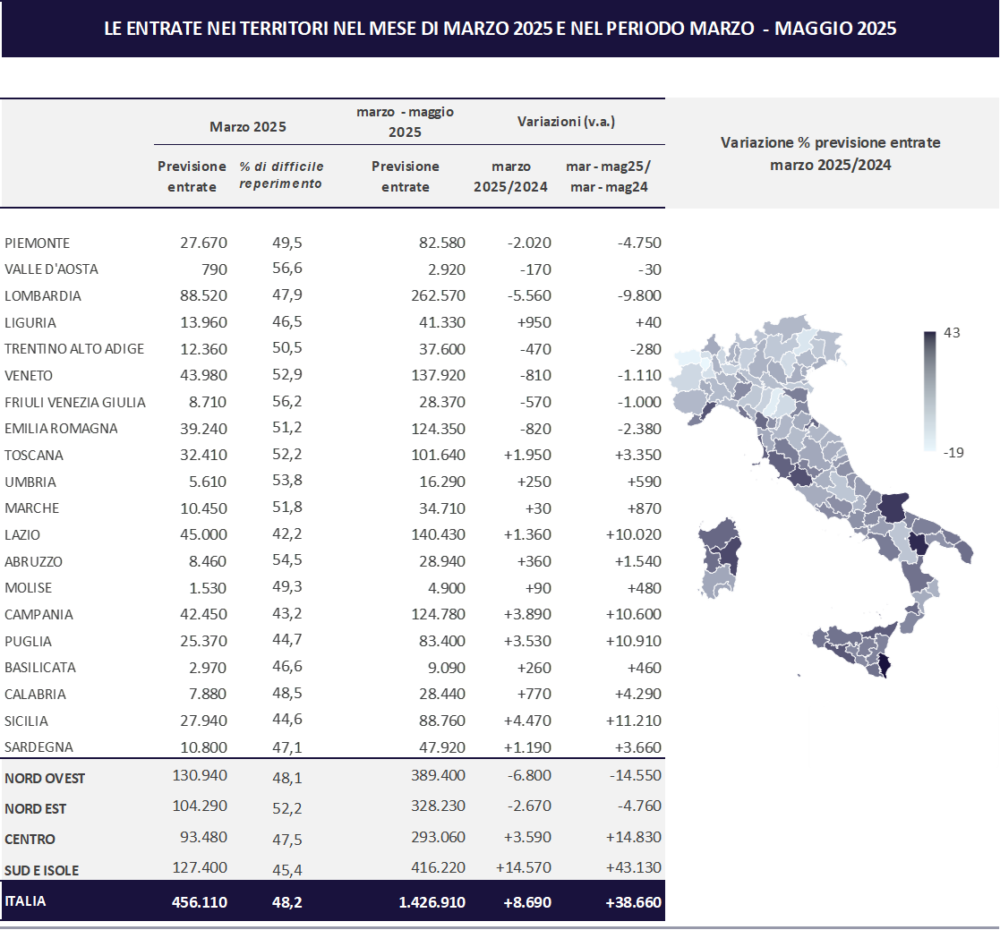 LE ENTRATE NEI TERRITORI NEL MESE DI MARZO 2025 E NEL PERIODO MARZO - MAGGIO 2025
Marzo 2025 marzo - maggio 2025 Variazioni (v.a.)
Previsione entrate % di difficile reperimento Previsione entrate marzo 2025/2024 mar - mag25/ mar - mag24
Variazione % previsione entrate
marzo 2025/2024
PIEMONTE 27.670 49,5 82.580 -2.020 -4.750
VALLE D'AOSTA 790 56,6 2.920 -170 -30
LOMBARDIA 88.520 47,9 262.570 -5.560 -9.800
LIGURIA 13.960 46,5 41.330 +950 +40
TRENTINO ALTO ADIGE 12.360 50,5 37.600 -470 -280
VENETO 43.980 52,9 137.920 -810 -1.110
FRIULI VENEZIA GIULIA 8.710 56,2 28.370 -570 -1.000
EMILIA ROMAGNA 39.240 51,2 124.350 -820 -2.380
TOSCANA 32.410 52,2 101.640 +1.950 +3.350
UMBRIA 5.610 53,8 16.290 +250 +590
MARCHE 10.450 51,8 34.710 +30 +870
LAZIO 45.000 42,2 140.430 +1.360 +10.020
ABRUZZO 8.460 54,5 28.940 +360 +1.540
MOLISE 1.530 49,3 4.900 +90 +480
CAMPANIA 42.450 43,2 124.780 +3.890 +10.600
PUGLIA 25.370 44,7 83.400 +3.530 +10.910
BASILICATA 2.970 46,6 9.090 +260 +460
CALABRIA 7.880 48,5 28.440 +770 +4.290
SICILIA 27.940 44,6 88.760 +4.470 +11.210
SARDEGNA 10.800 47,1 47.920 +1.190 +3.660
NORD OVEST 130.940 48,1 389.400 -6.800 -14.550
NORD EST 104.290 52,2 328.230 -2.670 -4.760
CENTRO 93.480 47,5 293.060 +3.590 +14.830
SUD E ISOLE 127.400 45,4 416.220 +14.570 +43.130
ITALIA 456.110 48,2 1.426.910 +8.690 +38.660
43
-19